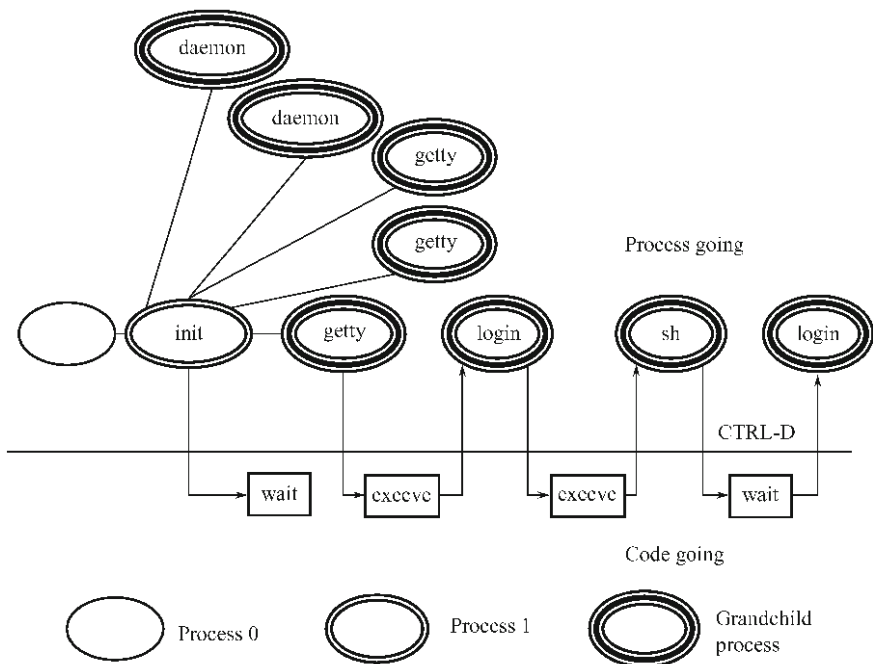 daemon
daemon
getty
getty
Process going
init
getty
login
sh
login
CTRL-D
wait
execve
execve
wait
Code going
Process 0
Process 1
Grandchild
process